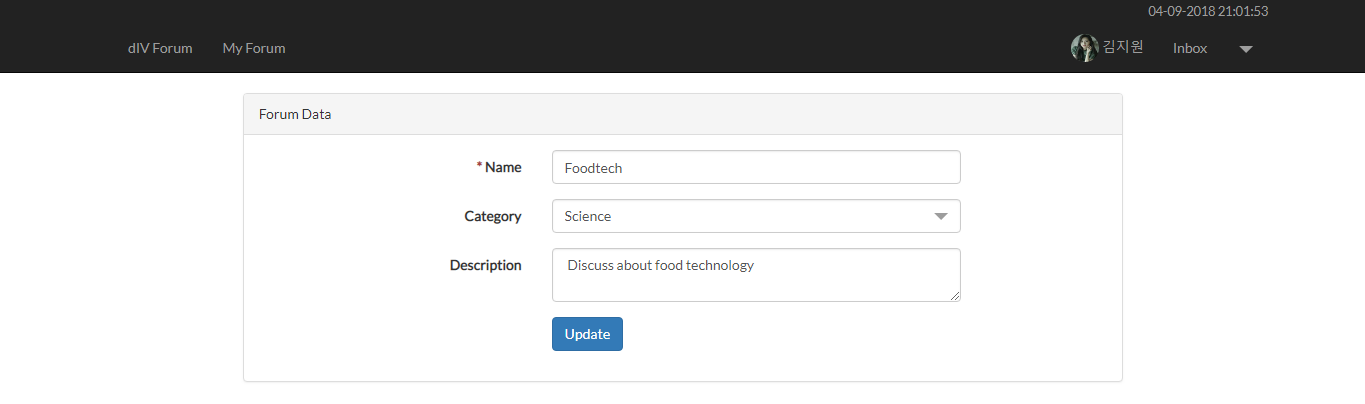 04-09-2018 21:01:53
dIV Forum My Forum 김지원 Inbox
Forum Data
* Name Foodtech
Category Science
Description Discuss about food technology
Update